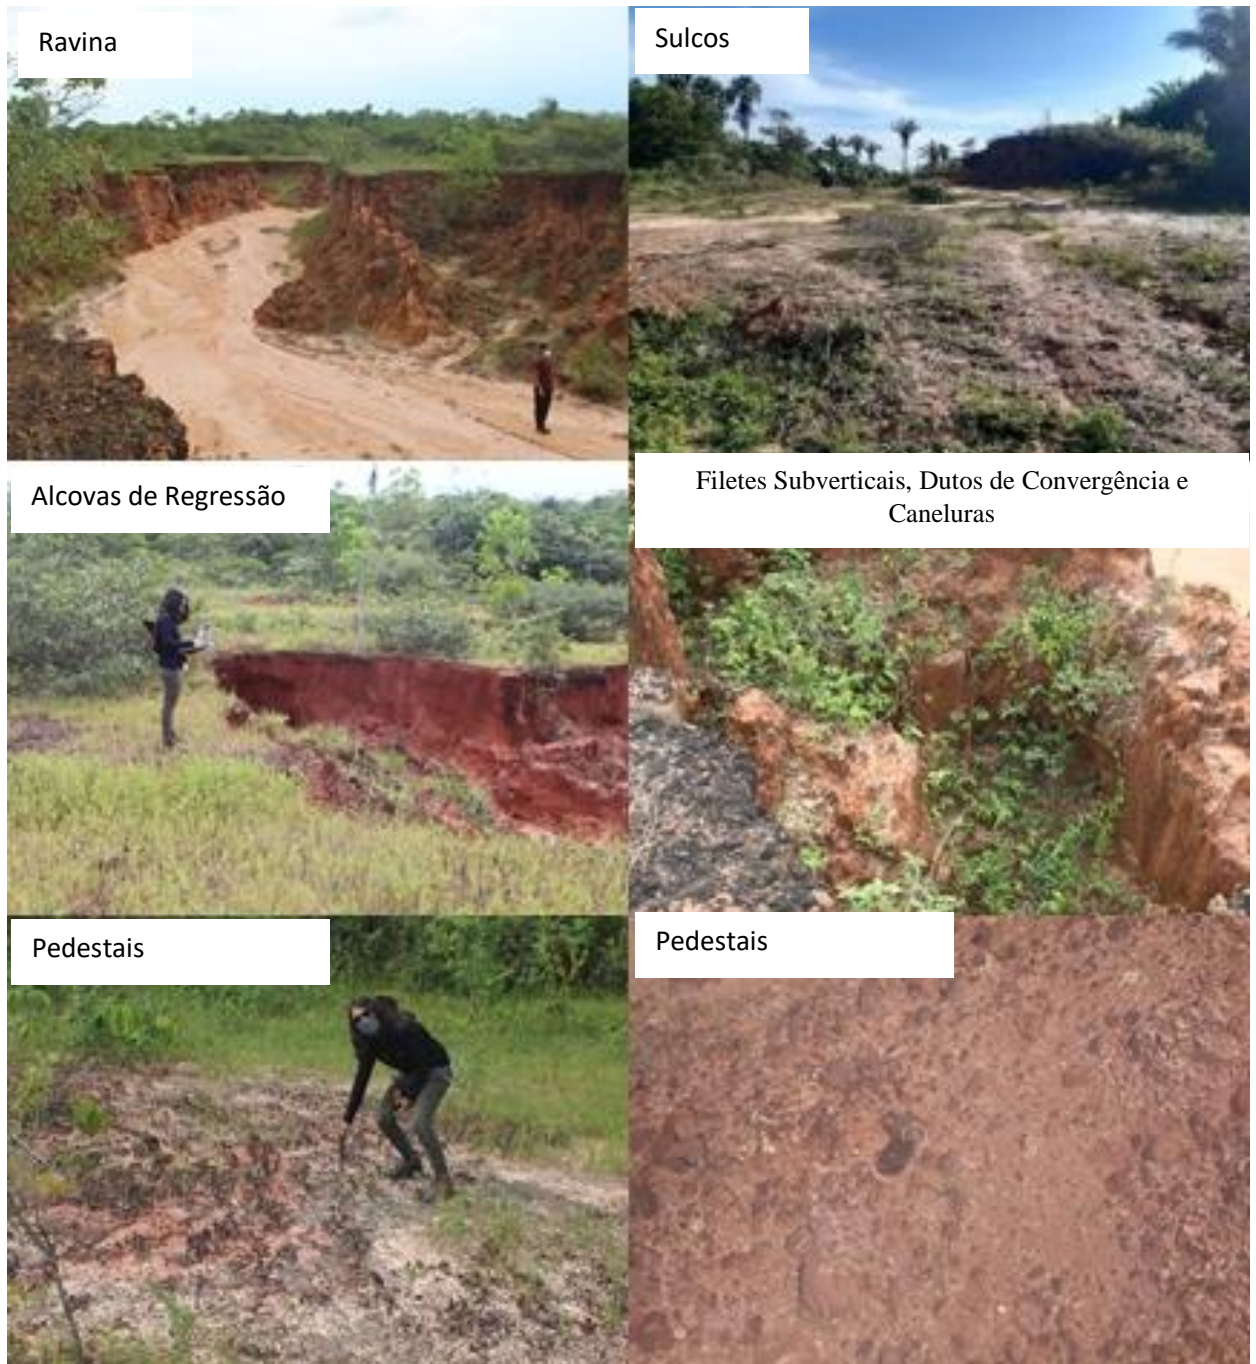 Ravina
Sulcos
Alcovas de Regressão
Filetes Subverticais, Dutos de Convergência e
Caneluras
Pedestais
Pedestais